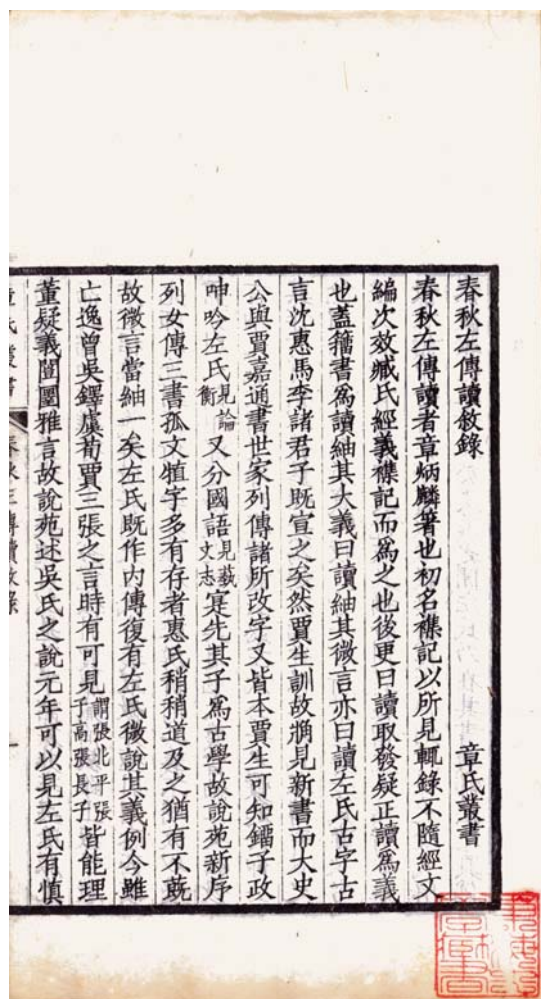 春秋左傳讀敘錄 章氏叢書
春秋左傳讀者章炳麟箸也初名襍記以所見輒錄不隨經文
編次效臧氏經義襍記而爲之也後更曰讀取發疑正讀爲義
也蓋籀書爲讀紬其大義曰讀紬其微言亦曰讀左氏古字古
言沈惠馬李諸君子既宣之矣然賈生訓故𥅆見新書而大史
公與賈嘉通書世家列傳諸所改字又皆本賈生可知鐂子政
呻吟左氏見論衡又分國語見蓺文志寔先其子爲古學故說苑新序
列女傳三書孤文犆字多有存者惠氏稍稍道及之猶有不蔇
故微言當紬一矣左氏既作内傳復有左氏微說其義例今雖
亡逸曾吳鐸虞荀賈三張之言時有可見謂張北平張子高張長子皆能理
董疑義闓圛雅言故說苑述吳氏之說元年可以見左氏有慎